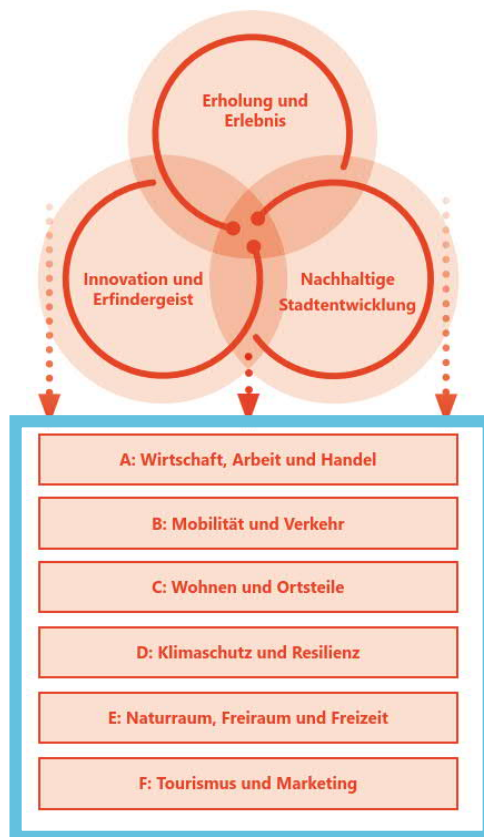 Erholung und
Erlebnis
Innovation und
Erfindergeist
Nachhaltige
Stadtentwicklung
A: Wirtschaft, Arbeit und Handel
B: Mobilität und Verkehr
C: Wohnen und Ortsteile
D: Klimaschutz und Resilienz
E: Naturraum, Freiraum und Freizeit
F: Tourismus und Marketing